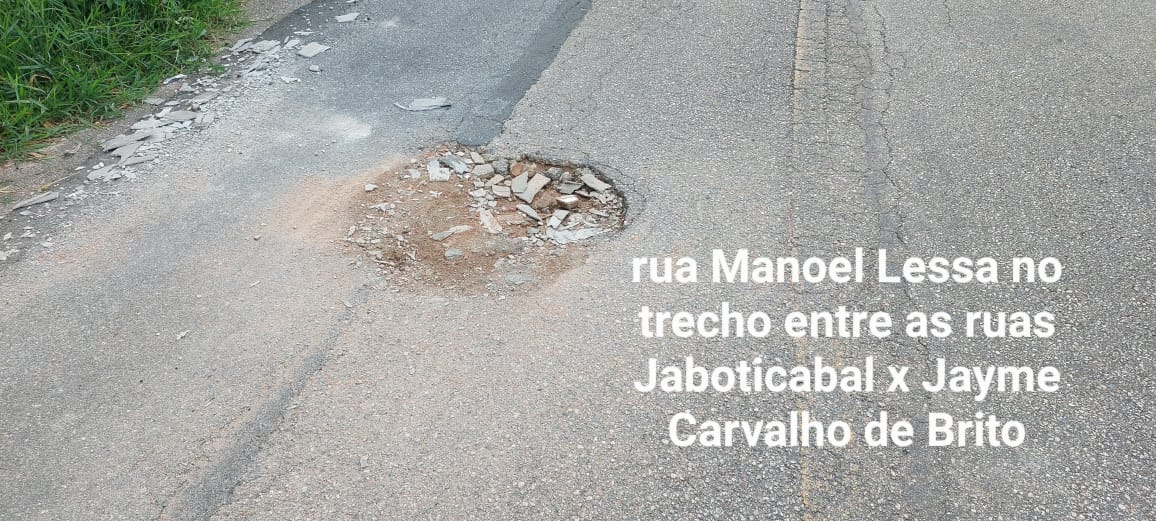 rua Manoel Lessa no
trecho entre as ruas
Jaboticabal x Jayme
Carvalho de Brito